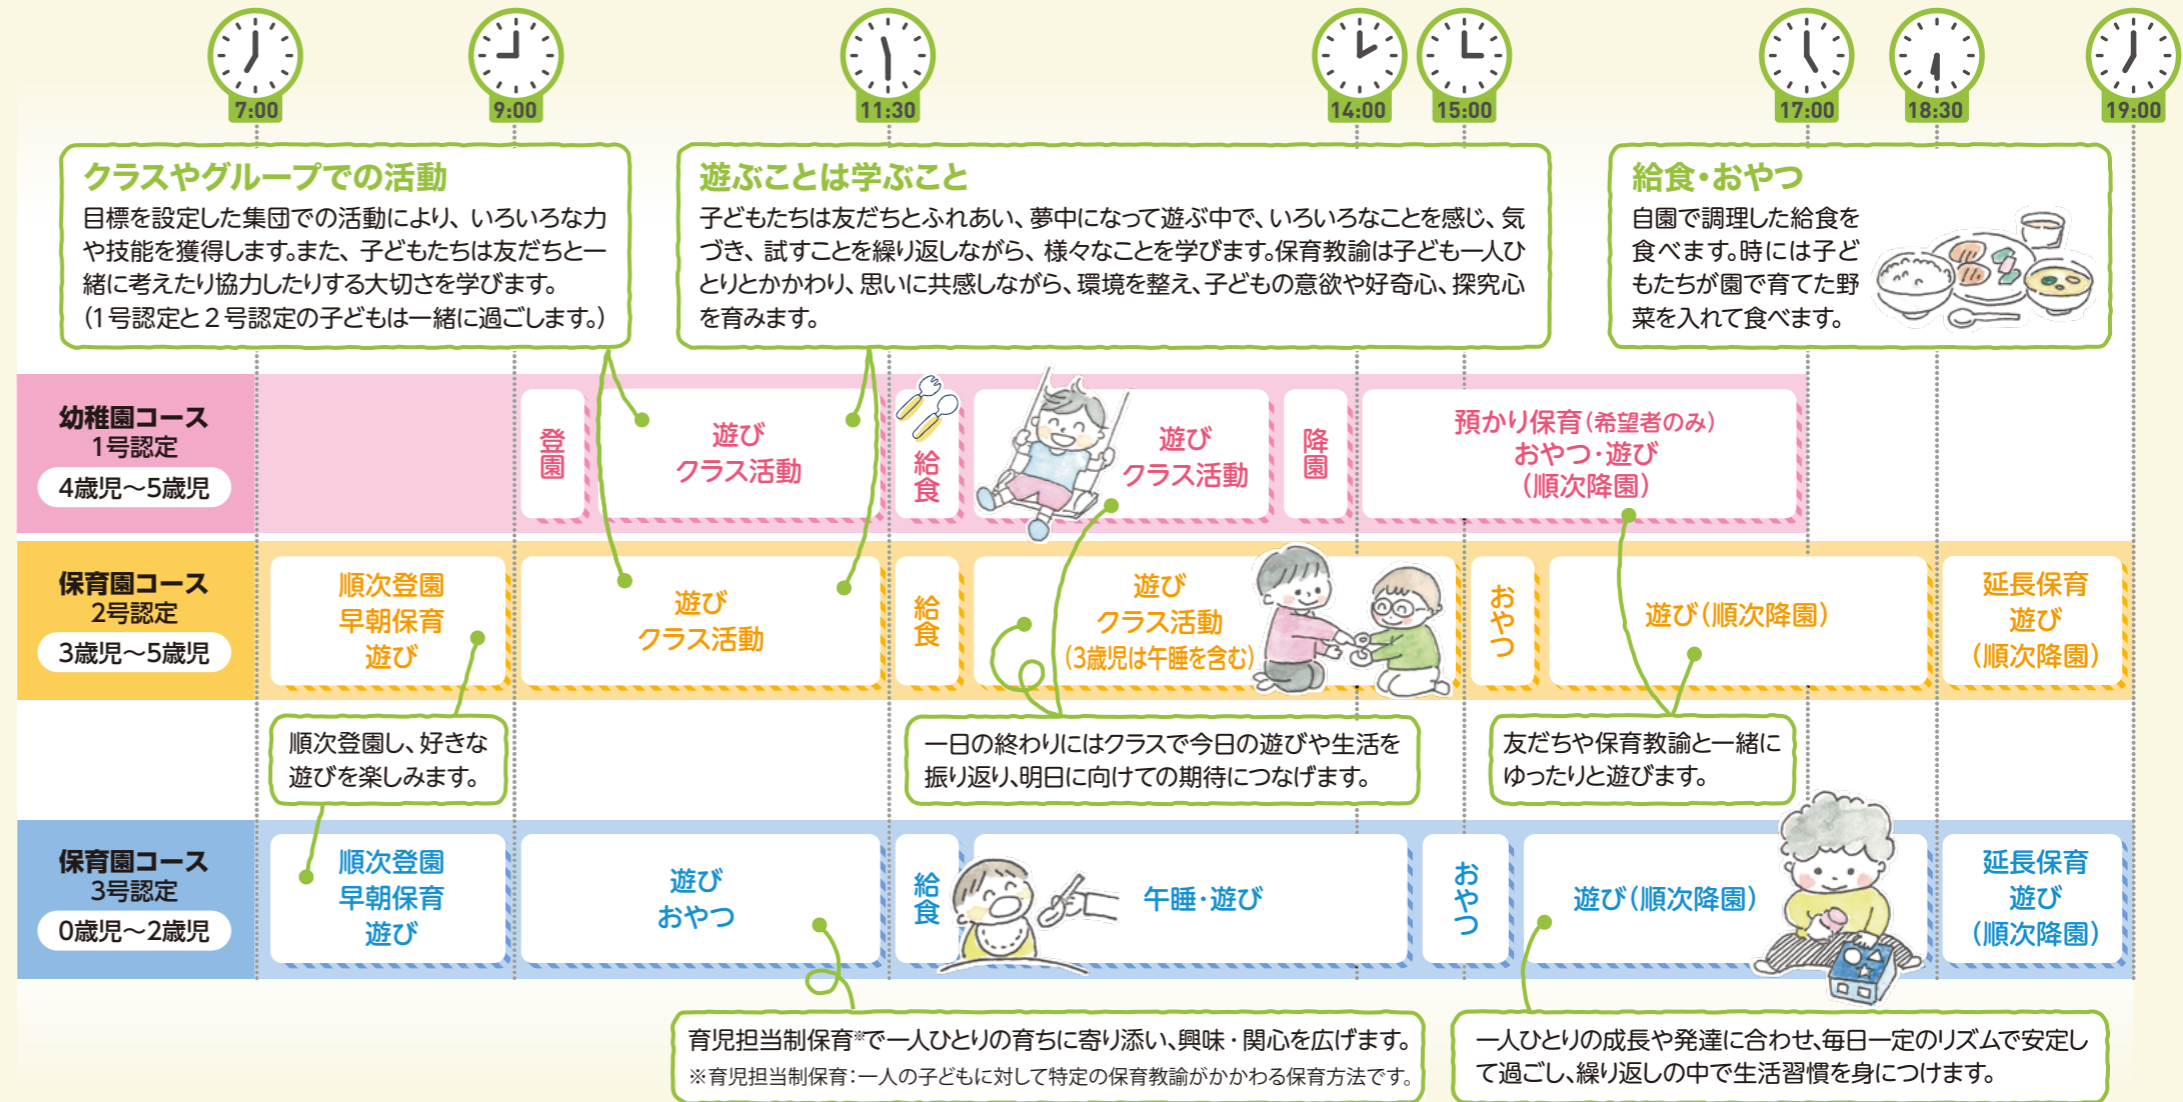 7:00
9:00
11:30
14:00
15:00
17:00
18:30
19:00
クラスやグループでの活動
目標を設定した集団での活動により、いろいろな力
や技能を獲得します。また、子どもたちは友だちと一
緒に考えたり協力したりする大切さを学びます。
(1号認定と2号認定の子どもは一緒に過ごします。)
遊ぶことは学ぶこと
子どもたちは友だちとふれあい、夢中になって遊ぶ中で、いろいろなことを感じ、気
づき、試すことを繰り返しながら、様々なことを学びます。保育教諭は子ども一人ひ
とりとかかわり、思いに共感しながら、環境を整え、子どもの意欲や好奇心、探究心
を育みます。
給食・おやつ
自園で調理した給食を
食べます。時には子ど
もたちが園で育てた野
菜を入れて食べます。
幼稚園コース
1号認定
4歳児〜5歳児
登園
遊び
クラス活動
給食
遊び
クラス活動
降園
預かり保育(希望者のみ)
おやつ・遊び
(順次降園)
保育園コース
2号認定
3歳児〜5歳児
順次登園
早朝保育
遊び
遊び
クラス活動
給食
遊び
クラス活動
(3歳児は午睡を含む)
おやつ
遊び(順次降園)
延長保育
遊び
(順次降園)
順次登園し、好きな
遊びを楽しみます。
一日の終わりにはクラスで今日の遊びや生活を
振り返り、明日に向けての期待につなげます。
友だちや保育教諭と一緒に
ゆったりと遊びます。
保育園コース
3号認定
0歳児〜2歳児
順次登園
早朝保育
遊び
遊び
おやつ
給食
午睡・遊び
おやつ
遊び(順次降園)
延長保育
遊び
(順次降園)
育児担当制保育※で一人ひとりの育ちに寄り添い、興味・関心を広げます。
※育児担当制保育：一人の子どもに対して特定の保育教諭がかかわる保育方法です。
一人ひとりの成長や発達に合わせ、毎日一定のリズムで安定し
て過ごし、繰り返しの中で生活習慣を身につけます。